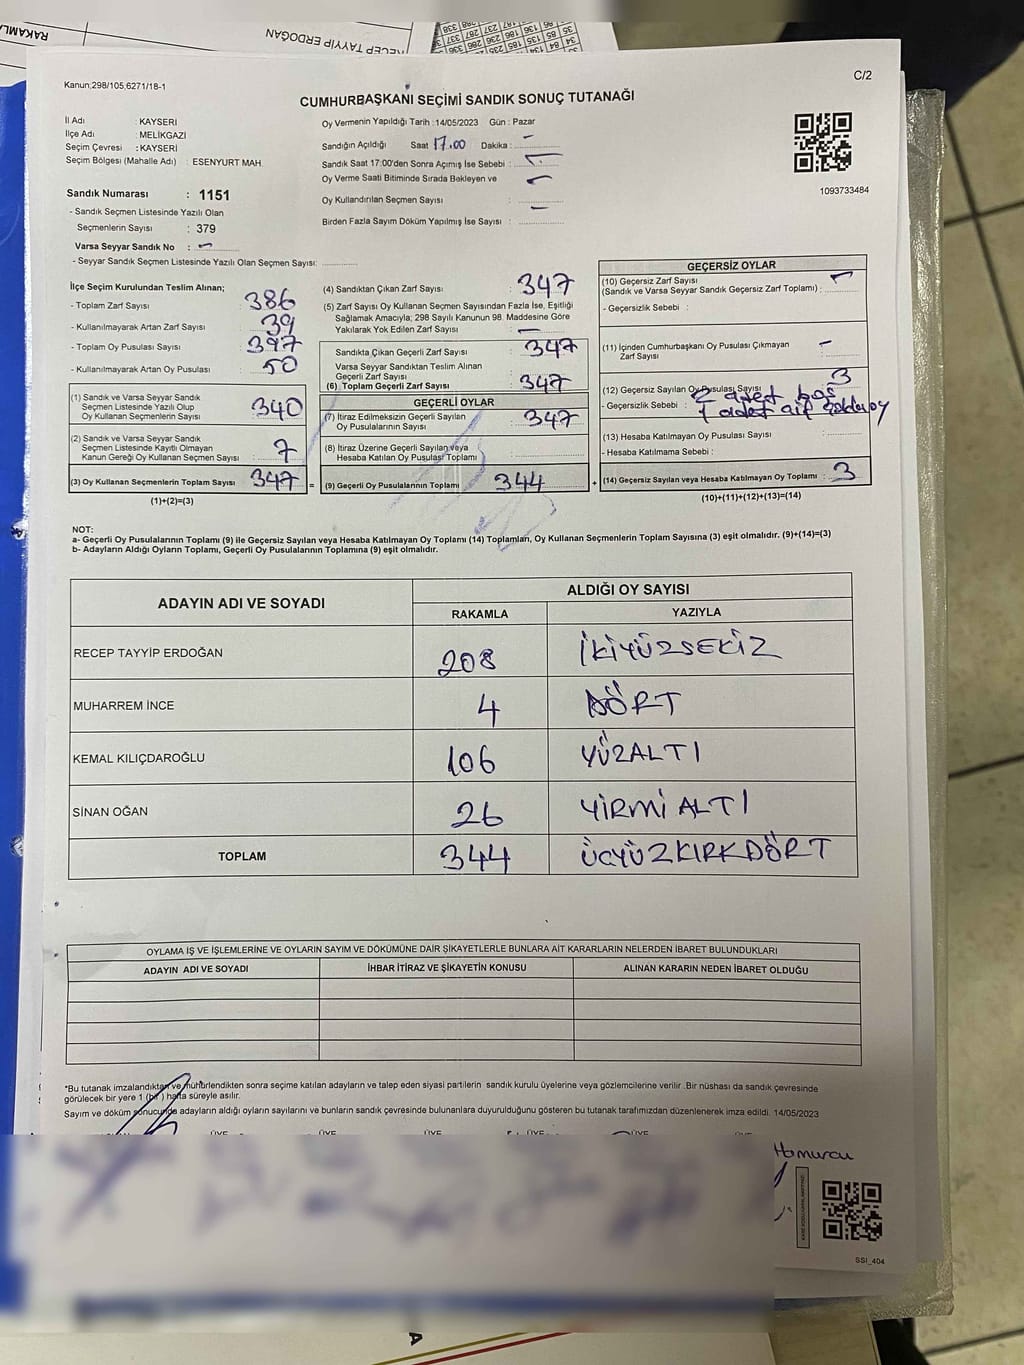 RECEP TAYYİP ERDOĞAN
C/2
Kanun;298/105,6271/18-1
CUMHURBAŞKANI SEÇİMİ SANDIK SONUÇ TUTANAĞI
İl Adı : KAYSERİ
İlçe Adı : MELİKGAZİ
Seçim Çevresi : KAYSERİ
Seçim Bölgesi (Mahalle Adı) : ESENYURT MAH.
Sandık Numarası : 1151
- Sandık Seçmen Listesinde Yazılı Olan
Seçmenlerin Sayısı : 379
Varsa Seyyar Sandık No : -
- Seyyar Sandık Seçmen Listesinde Yazılı Olan Seçmen Sayısı:
Oy Vermenin Yapıldığı Tarih :14/05/2023 Gün : Pazar
Sandığın Açıldığı Saat 17.00 Dakika: -
Sandık Saat 17:00'den Sonra Açımış İse Sebebi :
Oy Verme Saati Bitiminde Sırada Bekleyen ve
Oy Kullandırılan Seçmen Sayısı : -
Birden Fazla Sayım Döküm Yapılmış İse Sayısı : -
1093733484
İlçe Seçim Kurulundan Teslim Alınan;
- Toplam Zarf Sayısı : 386
- Kullanılmayarak Artan Zarf Sayısı : 39
- Toplam Oy Pusulası Sayısı : 397
- Kullanılmayarak Artan Oy Pusulası : 50
(1) Sandık ve Varsa Seyyar Sandık
Seçmen Listesinde Yazılı Olup
Oy Kullanan Seçmenlerin Sayısı 340
(2) Sandık ve Varsa Seyyar Sandık
Seçmen Listesinde Kayıtlı Olmayan
Kanun Gereği Oy Kullanan Seçmen Sayısı 7
(3) Oy Kullanan Seçmenlerin Toplam Sayısı 347
(1)+(2)=(3)
(4) Sandıktan Çıkan Zarf Sayısı : 347
(5) Zarf Sayısı Oy Kullanan Seçmen Sayısından Fazla İse, Eşitliği
Sağlamak Amacıyla; 298 Sayılı Kanunun 98. Maddesine Göre
Yakılarak Yok Edilen Zarf Sayısı : -
Sandıkta Çıkan Geçerli Zarf Sayısı : 347
Varsa Seyyar Sandıktan Teslim Alınan
Geçerli Zarf Sayısı :
(6) Toplam Geçerli Zarf Sayısı : 347
GEÇERLİ OYLAR
(7) İtiraz Edilmeksizin Geçerli Sayılan
Oy Pusulalarının Sayısı : 347
(8) İtiraz Üzerine Geçerli Sayılan veya
Hesaba Katılan Oy Pusulası Toplamı :
= (9) Geçerli Oy Pusulalarının Toplamı 344 +
GEÇERSİZ OYLAR
(10) Geçersiz Zarf Sayısı
(Sandık ve Varsa Seyyar Sandık Geçersiz Zarf Toplamı) : -
- Geçersizlik Sebebi :
(11) İçinden Cumhurbaşkanı Oy Pusulası Çıkmayan
Zarf Sayısı : -
(12) Geçersiz Sayılan Oy Pusulası Sayısı 3
- Geçersizlik Sebebi : 2 adet boş
1 adet
(13) Hesaba Katılmayan Oy Pusulası Sayısı :
- Hesaba Katılmama Sebebi :
(14) Geçersiz Sayılan veya Hesaba Katılmayan Oy Toplamı : 3
(10)+(11)+(12)+(13)=(14)
NOT:
a- Geçerli Oy Pusulalarının Toplamı (9) ile Geçersiz Sayılan veya Hesaba Katılmayan Oy Toplamı (14) Toplamları, Oy Kullanan Seçmenlerin Toplam Sayısına (3) eşit olmalıdır. (9)+(14)=(3)
b- Adayların Aldığı Oyların Toplamı, Geçerli Oy Pusulalarının Toplamına (9) eşit olmalıdır.
ADAYIN ADI VE SOYADI
ALDIĞI OY SAYISI
RAKAMLA YAZIYLA
RECEP TAYYİP ERDOĞAN 208 İKİYÜZSEKİZ
MUHARREM İNCE 4 DÖRT
KEMAL KILIÇDAROĞLU 106 YÜZALTI
SİNAN OĞAN 26 YİRMİ ALTI
TOPLAM 344 ÜÇYÜZKIRKDÖRT
OYLAMA İŞ VE İŞLEMLERİNE VE OYLARIN SAYIM VE DÖKÜMÜNE DAİR ŞİKAYETLERLE BUNLARA AİT KARARLARIN NELERDEN İBARET BULUNDUKLARI
ADAYIN ADI VE SOYADI İHBAR İTİRAZ VE ŞİKAYETİN KONUSU ALINAN KARARIN NEDEN İBARET OLDUĞU
*Bu tutanak imzalandıktan ve mühürlendikten sonra seçime katılan adayların ve talep eden siyasi partilerin sandık kurulu üyelerine veya gözlemcilerine verilir. Bir nüshası da sandık çevresinde
görülecek bir yere 1 (bir) hafta süreyle asılır.
Sayım ve döküm sonucunda adayların aldığı oyların sayılarını ve bunların sandık çevresinde bulunanlara duyurulduğunu gösteren bu tutanak tarafımızdan düzenlenerek imza edildi. 14/05/2023
ÜYE ÜYE ÜYE ÜYE ÜYE ÜYE
Hamurcu
SSI_404